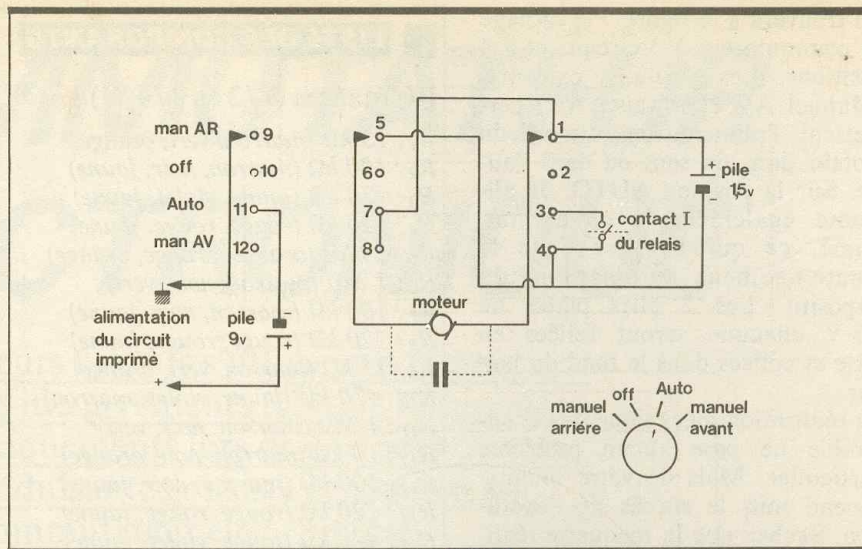 man AR
9
off
10
Auto
11
man AV
12
alimentation
du circuit
imprimé
pile
9v
+
+
5
6
7
8
moteur
1
2
3
4
contact I
du relais
+
pile
1,5v
−
off
Auto
manuel
arriére
manuel
avant